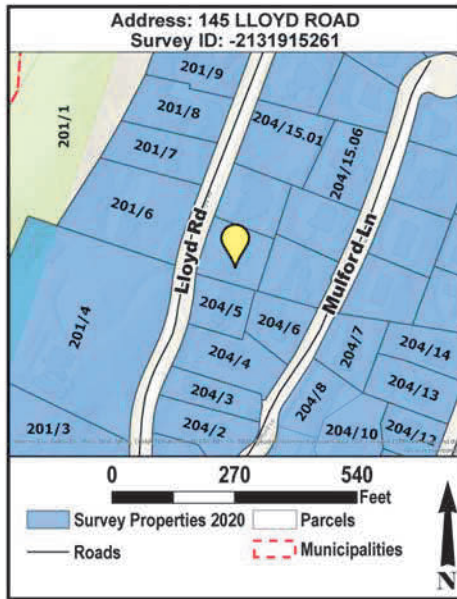 Address: 145 LLOYD ROAD
Survey ID: -2131915261
201/9
201/1
201/8
204/15.01
204/15.06
201/7
201/6
Lloyd Rd
Mulford Ln
201/4
204/5
204/6
204/7
204/14
204/4
204/13
204/3
204/8
201/3
204/2
204/10
204/12
0 270 540
Feet
Survey Properties 2020
Parcels
Roads
Municipalities
N